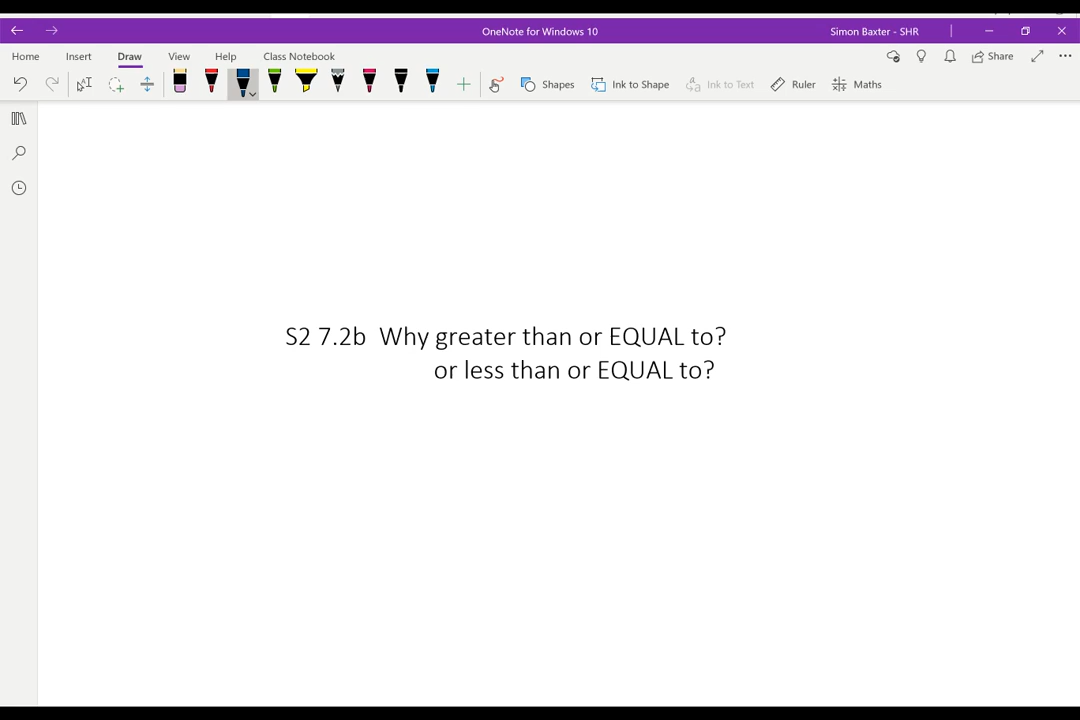 OneNote for Windows 10
Simon Baxter - SHR
Home Insert Draw View Help Class Notebook
Share
Shapes Ink to Shape Ink to Text Ruler Maths
S2 7.2b Why greater than or EQUAL to?
or less than or EQUAL to?